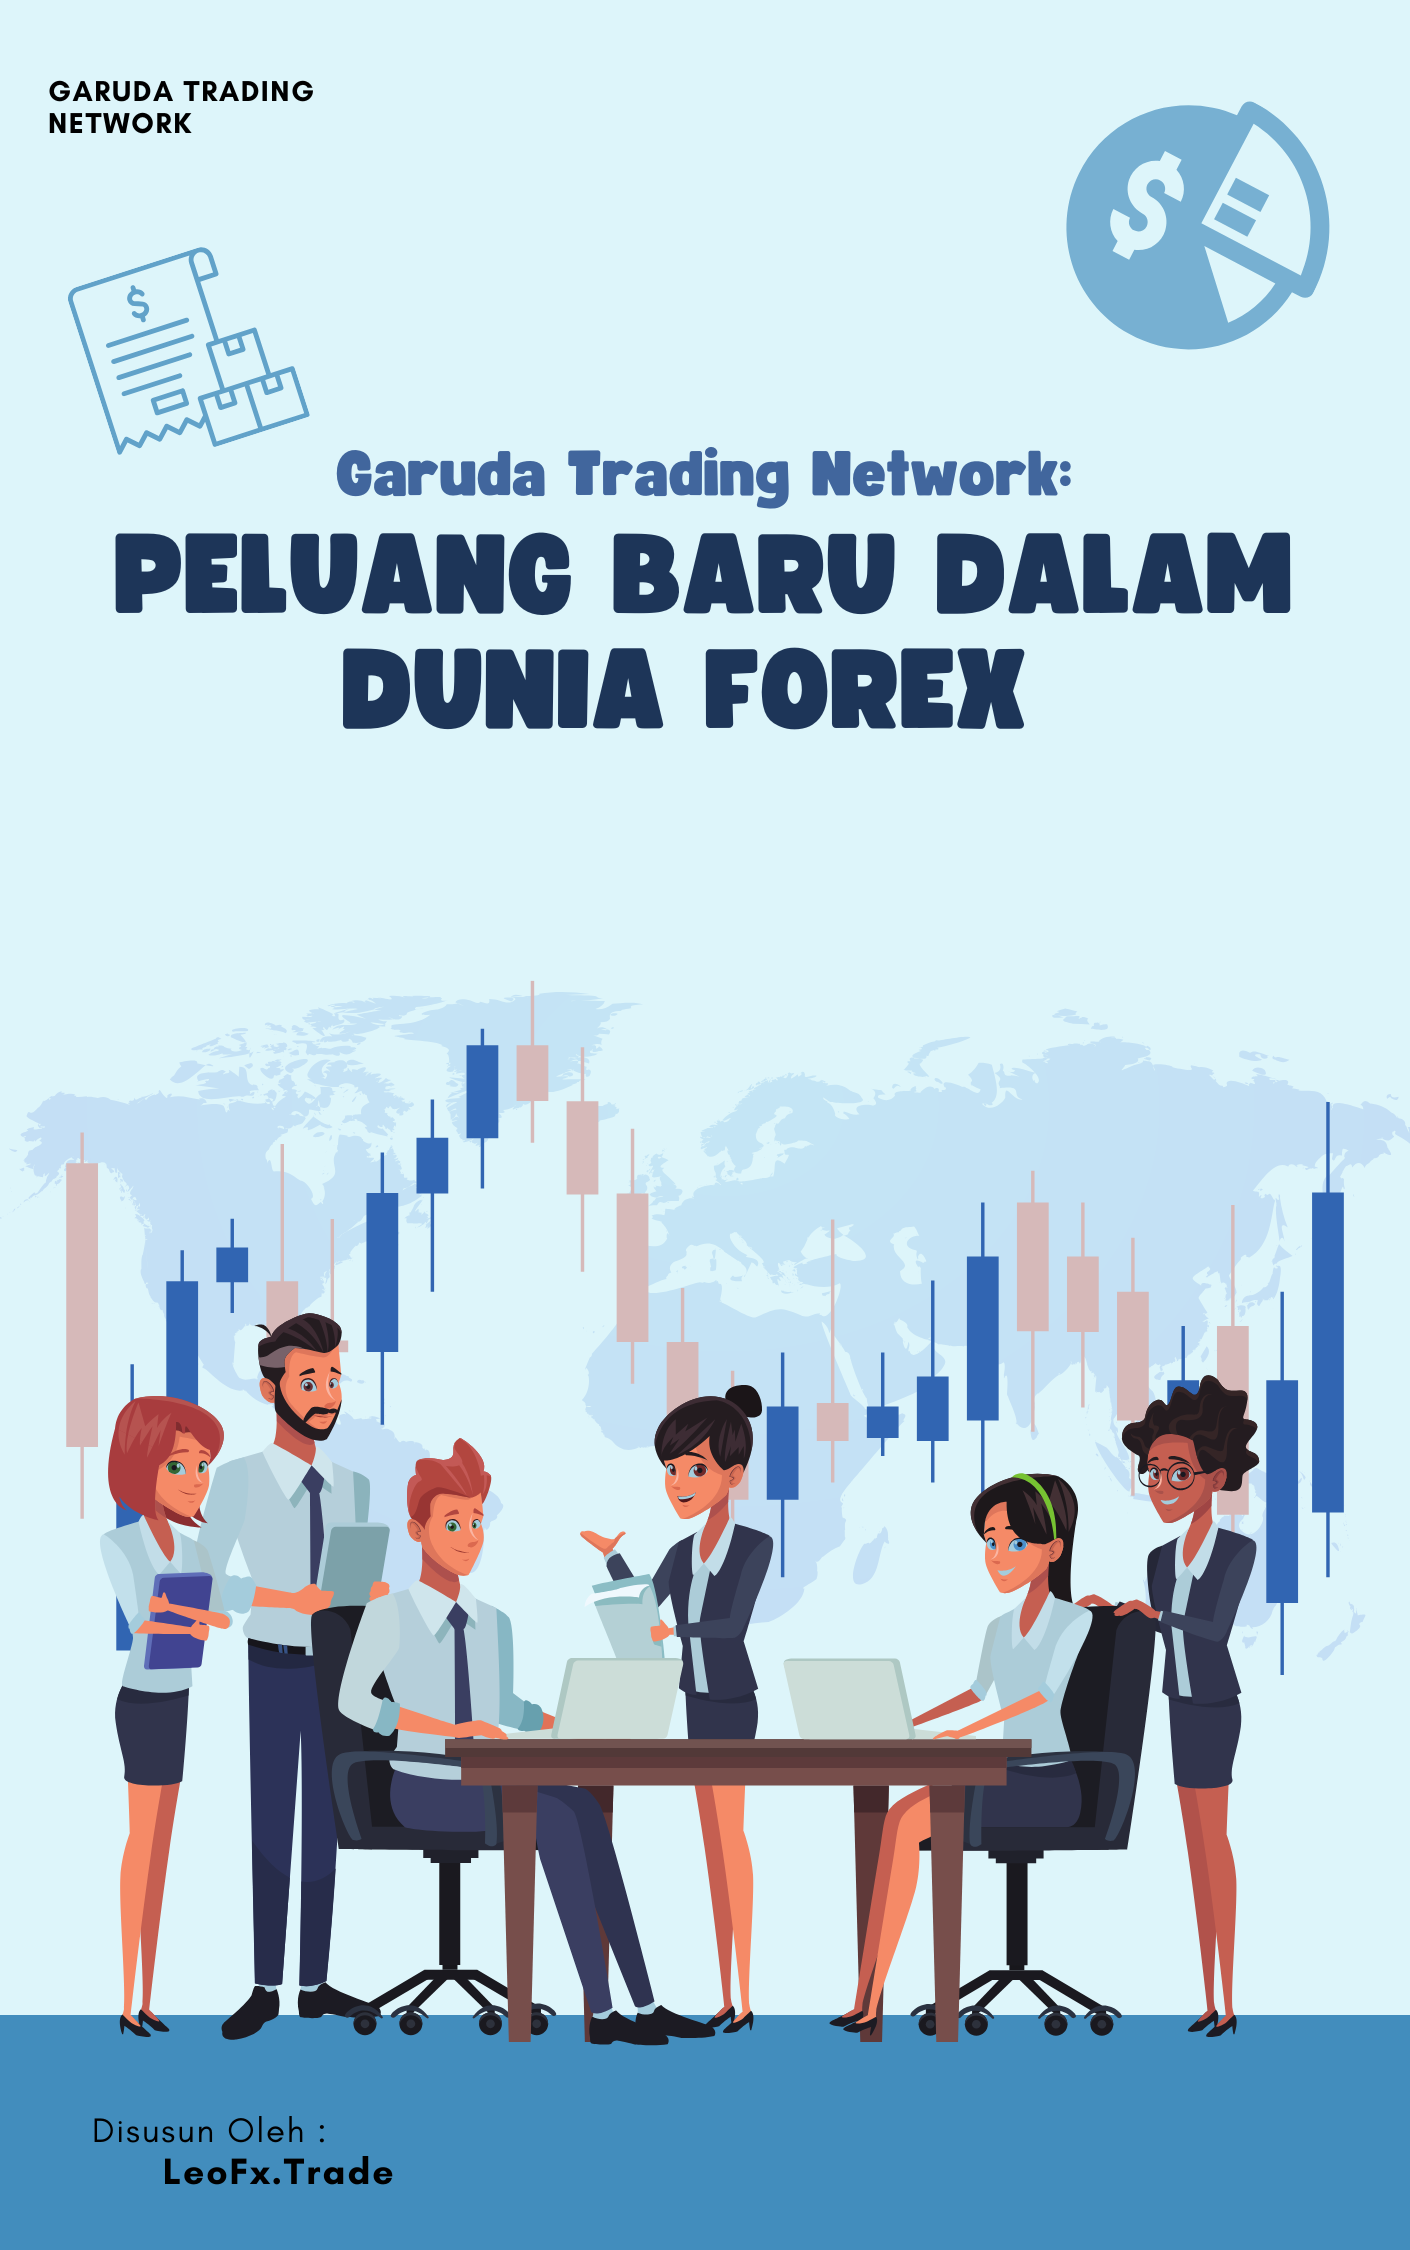 GARUDA TRADING
NETWORK
Garuda Trading Network:
PELUANG BARU DALAM
DUNIA FOREX
Disusun Oleh :
LeoFx.Trade